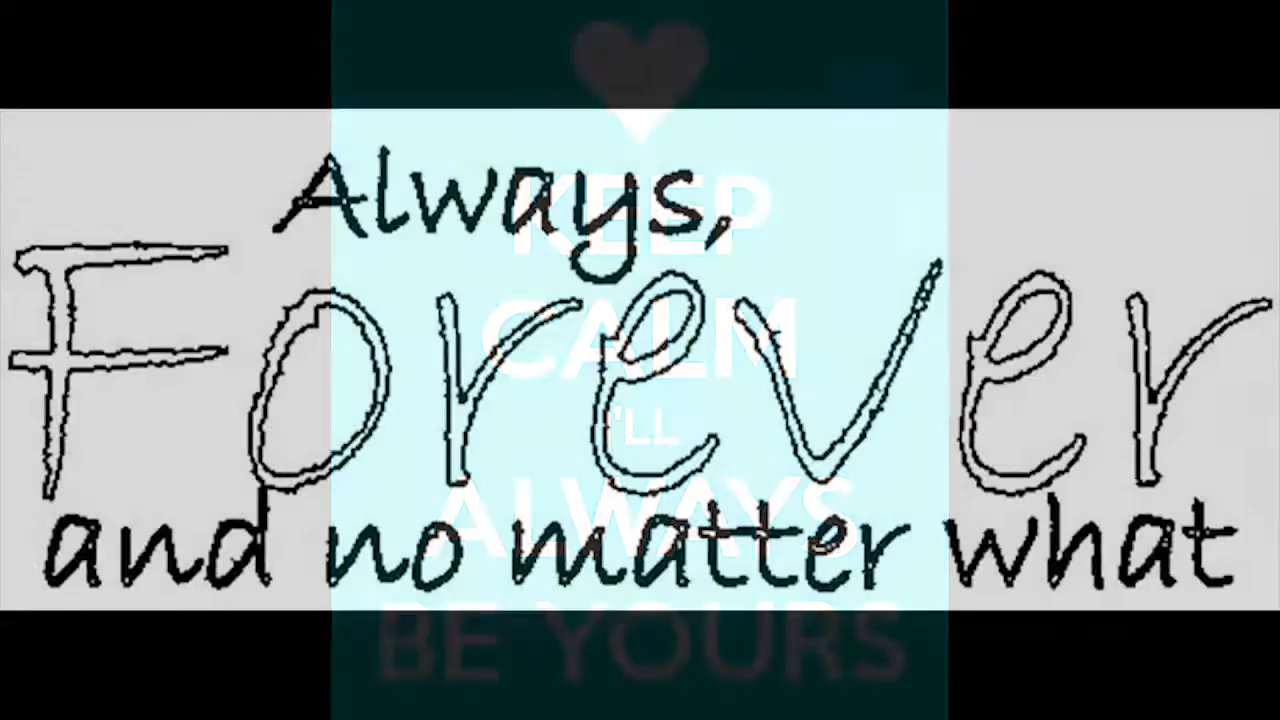 Always,
Forever
and no matter what
KEEP
CALM
I'LL
ALWAYS
BE YOURS